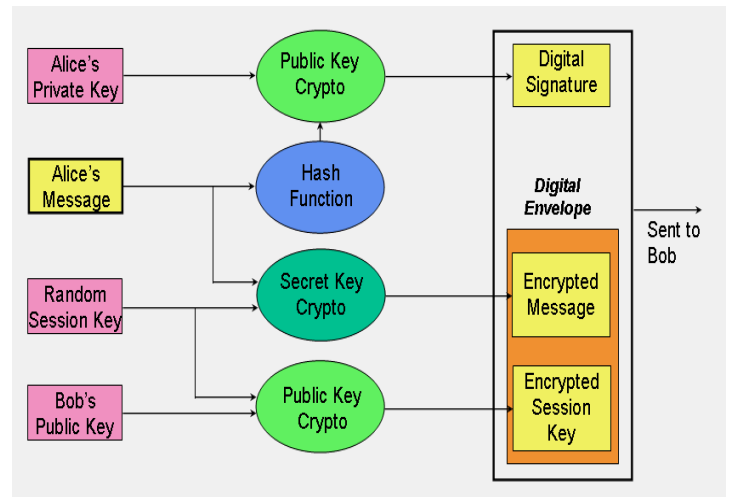 Alice's
Private Key
Public Key
Crypto
Digital
Signature
Alice's
Message
Hash
Function
Digital
Envelope
Sent to
Bob
Random
Session Key
Secret Key
Crypto
Encrypted
Message
Bob's
Public Key
Public Key
Crypto
Encrypted
Session
Key